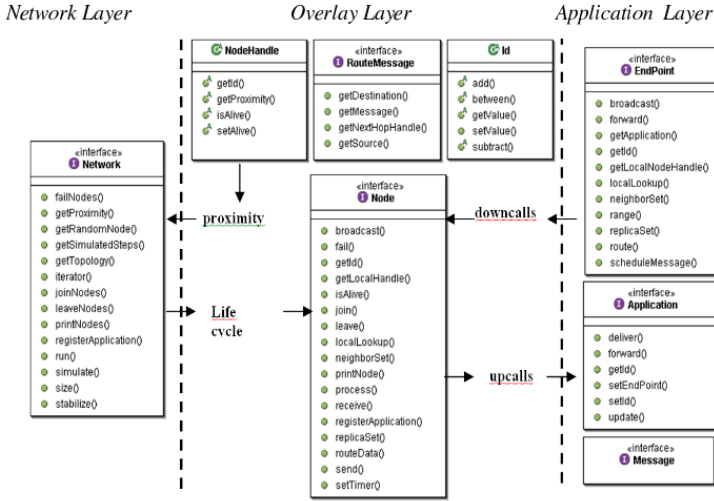 Network Layer
Overlay Layer
Application Layer
NodeHandle
getId()
getProximity()
isAlive()
setAlive()
«interface»
RouteMessage
getDestination()
getMessage()
getNextHopHandle()
getSource()
Id
add()
between()
getValue()
setValue()
subtract()
«interface»
EndPoint
broadcast()
forward()
getApplication()
getId()
getLocalNodeHandle()
localLookup()
neighborSet()
range()
replicaSet()
route()
scheduleMessage()
«interface»
Network
failNodes()
getProximity()
getRandomNode()
getSimulatedSteps()
getTopology()
iterator()
joinNodes()
leaveNodes()
printNodes()
registerApplication()
run()
simulate()
size()
stabilize()
proximity
Life
cycle
«interface»
Node
broadcast()
fail()
getId()
getLocalHandle()
isAlive()
join()
leave()
localLookup()
neighborSet()
printNode()
process()
receive()
registerApplication()
replicaSet()
routeData()
send()
setTimer()
downcalls
upcalls
«interface»
Application
deliver()
forward()
getId()
setEndPoint()
setId()
update()
«interface»
Message